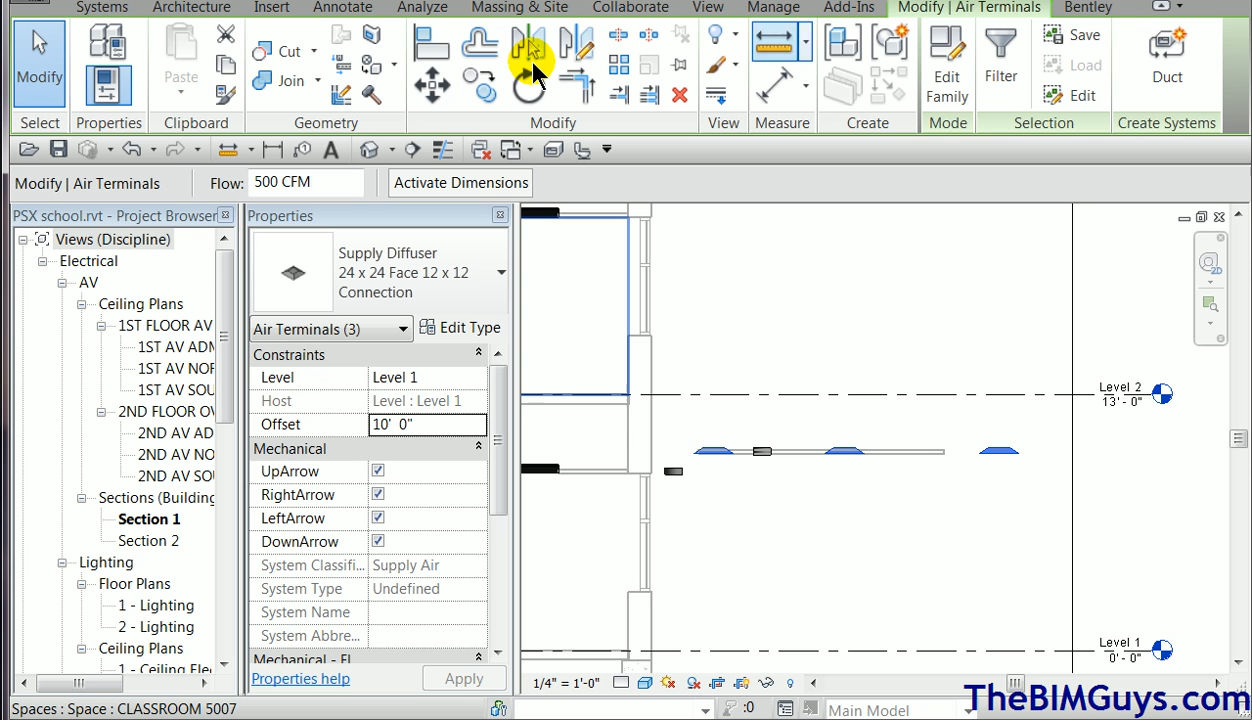 Systems Architecture Insert Annotate Analyze Massing & Site Collaborate View Manage Add-Ins Modify | Air Terminals Bentley
Modify
Paste
Cut
Join
Edit Family
Filter
Save
Load
Edit
Duct
Select Properties Clipboard Geometry Modify View Measure Create Mode Selection Create Systems
Modify | Air Terminals Flow: 500 CFM Activate Dimensions
PSX school.rvt - Project Browser
Views (Discipline)
Electrical
AV
Ceiling Plans
1ST FLOOR AV
1ST AV ADM
1ST AV NOR
1ST AV SOU
2ND FLOOR OV
2ND AV AD
2ND AV NO
2ND AV SO
Sections (Building
Section 1
Section 2
Lighting
Floor Plans
1 - Lighting
2 - Lighting
Ceiling Plans
1 - Ceiling Elec
Properties
Supply Diffuser
24 x 24 Face 12 x 12
Connection
Air Terminals (3) Edit Type
Constraints
Level Level 1
Host Level : Level 1
Offset 10' 0"
Mechanical
UpArrow
RightArrow
LeftArrow
DownArrow
System Classifi... Supply Air
System Type Undefined
System Name
System Abbre...
Mechanical - Fl
Properties help Apply
Level 2
13' - 0"
Level 1
0' - 0"
1/4" = 1'-0"
Spaces : Space : CLASSROOM 5007
:0
Main Model
TheBIMGuys.com